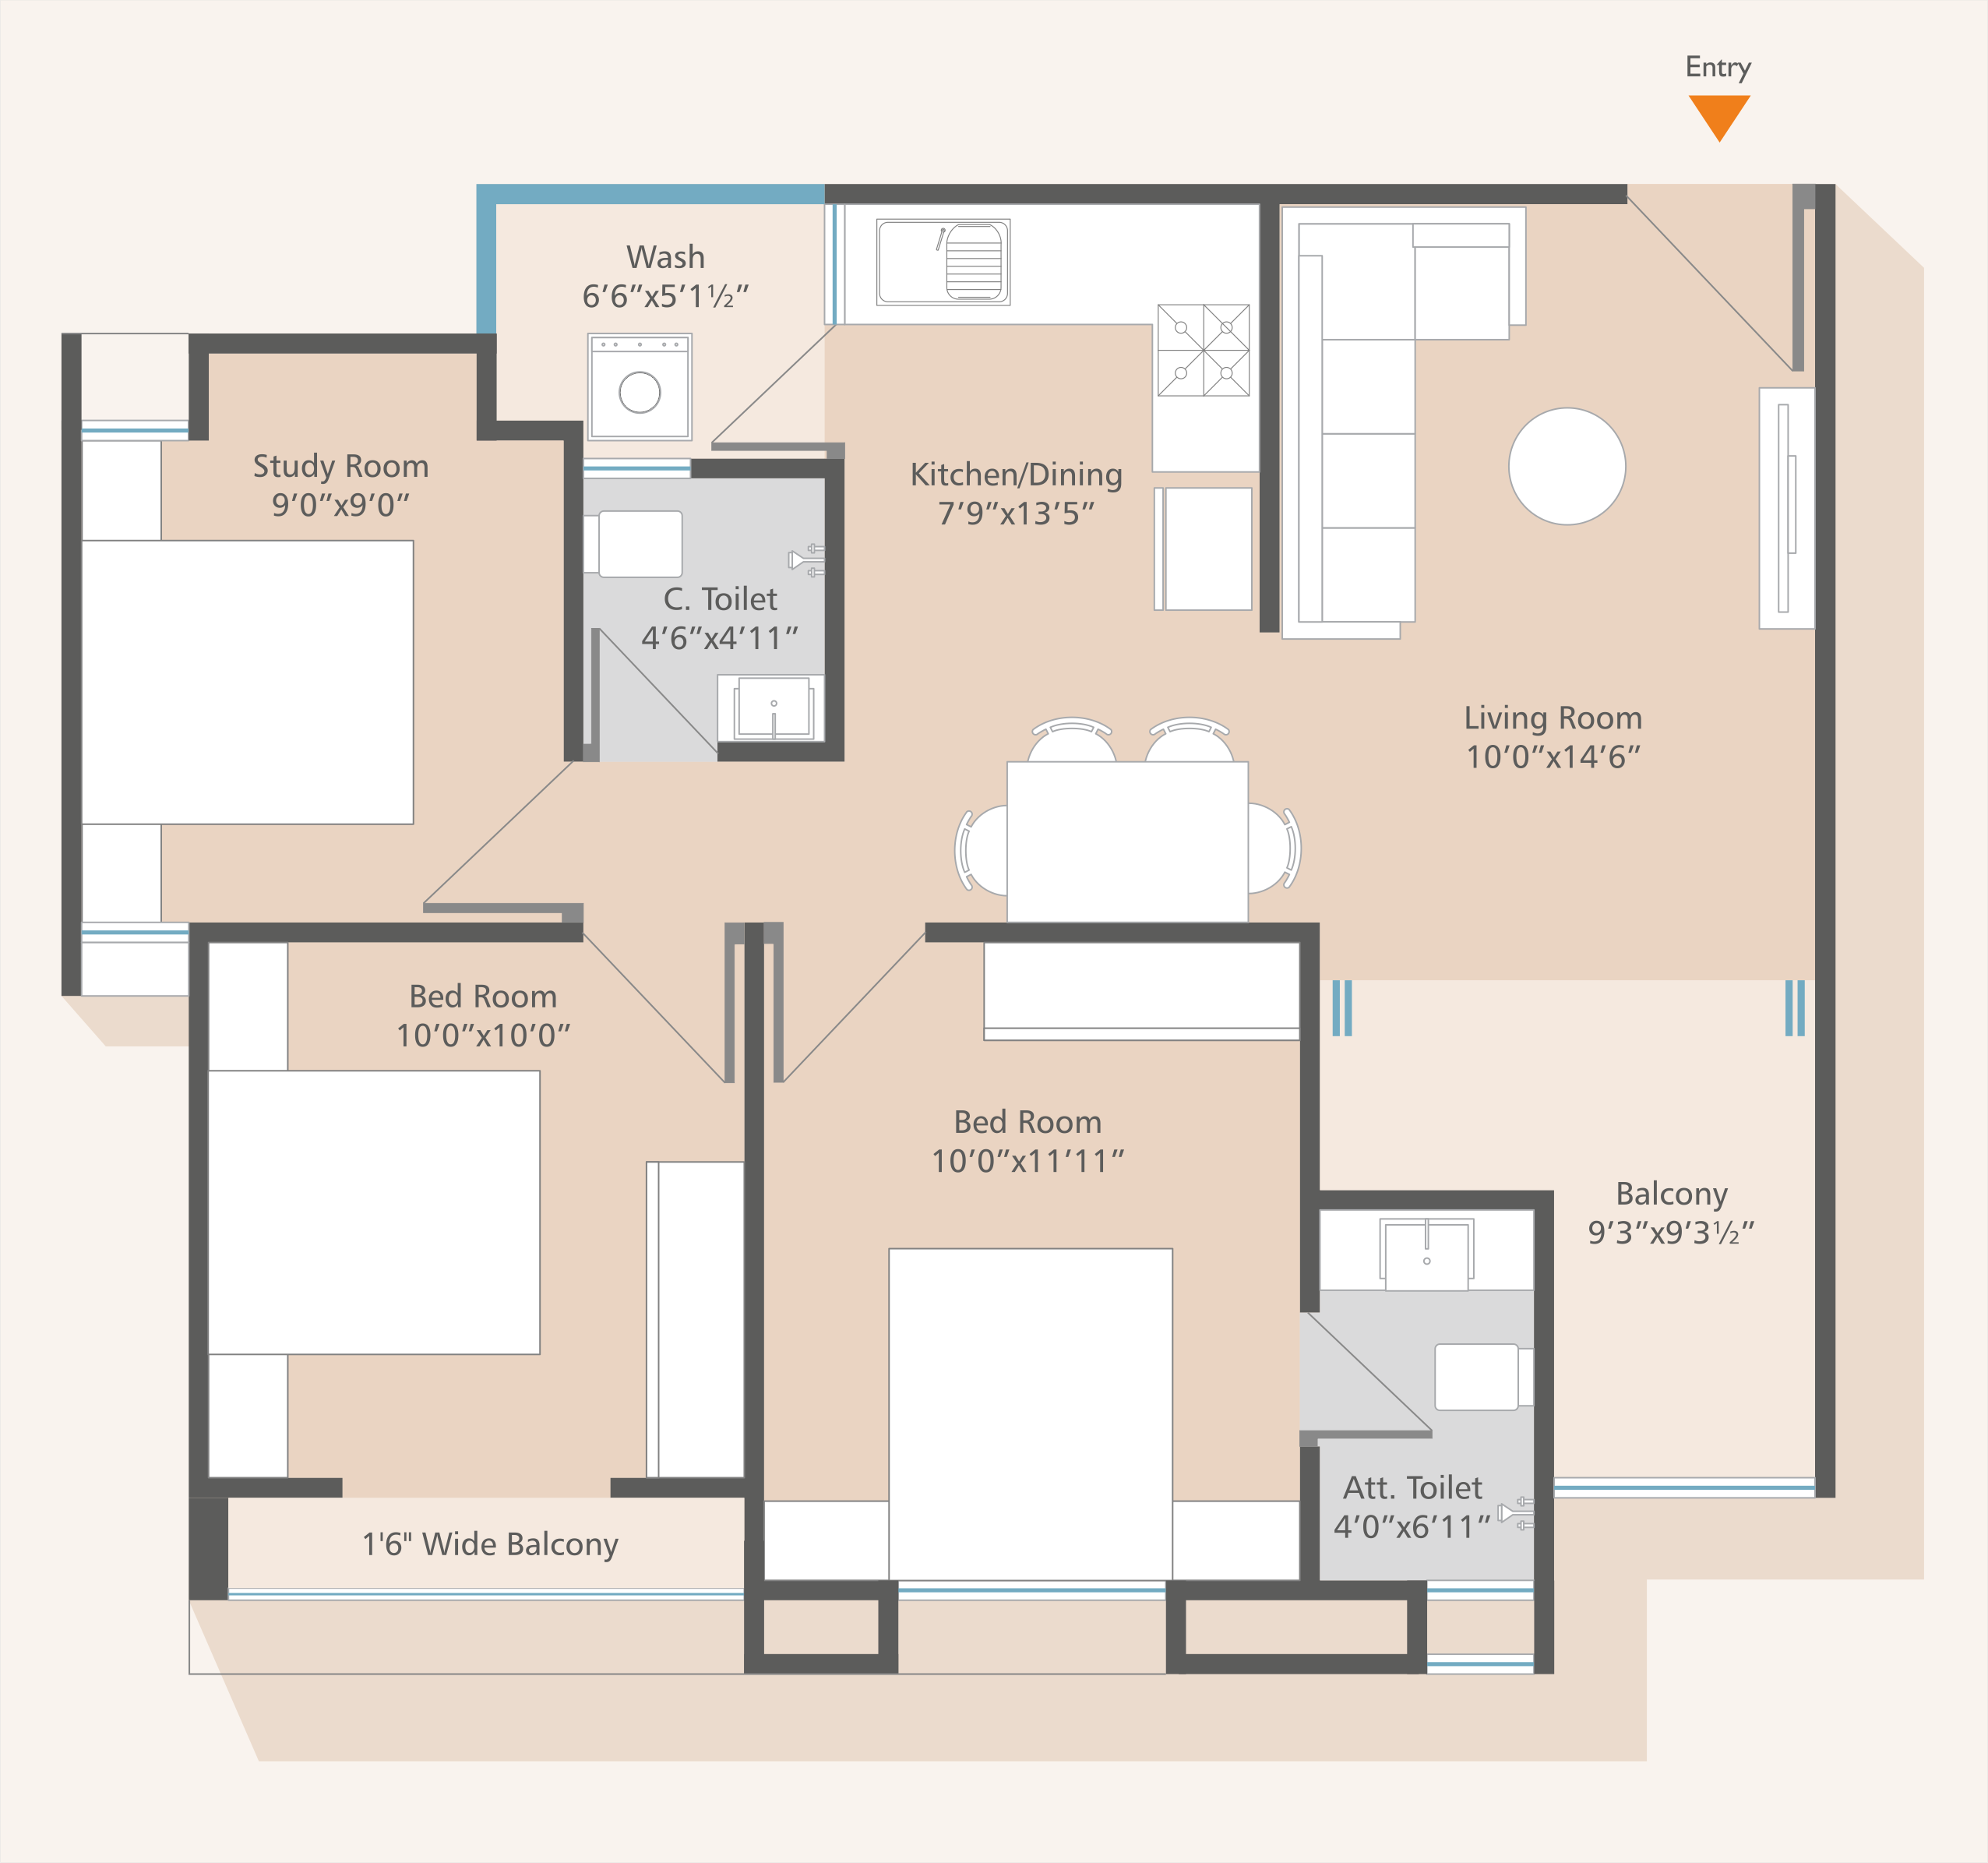 Entry
Wash
6’6”x5’1½”
Study Room
9’0”x9’0”
Kitchen/Dining
7’9”x13’5”
C. Toilet
4’6”x4’11”
Living Room
10’0”x14’6”
Bed Room
10’0”x10’0”
Bed Room
10’0”x11’11”
Balcony
9’3”x9’3½”
Att. Toilet
4’0”x6’11”
1'6" Wide Balcony